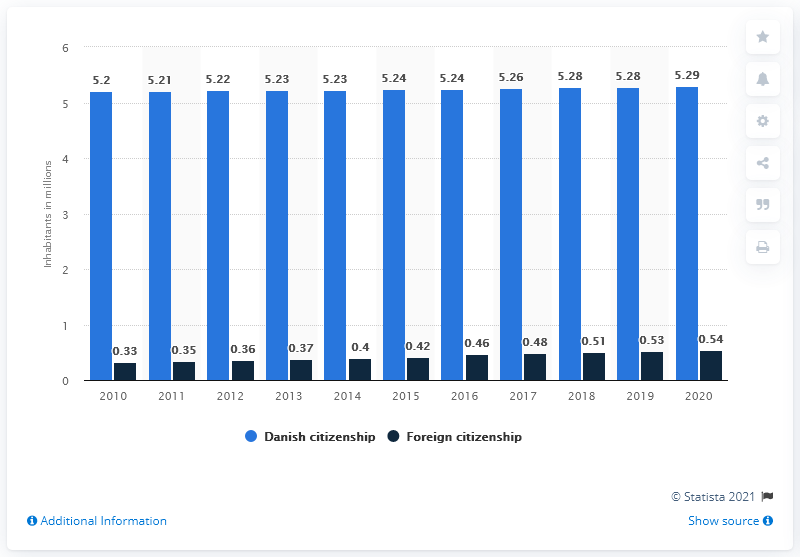 6
5.2 5.21 5.22 5.23 5.23 5.24 5.24 5.26 5.28 5.28 5.29
5
4
Inhabitants in millions
3
2
1
0.33 0.35 0.36 0.37 0.4 0.42 0.46 0.48 0.51 0.53 0.54
0
2010 2011 2012 2013 2014 2015 2016 2017 2018 2019 2020
Danish citizenship Foreign citizenship
© Statista 2021
Additional Information Show source